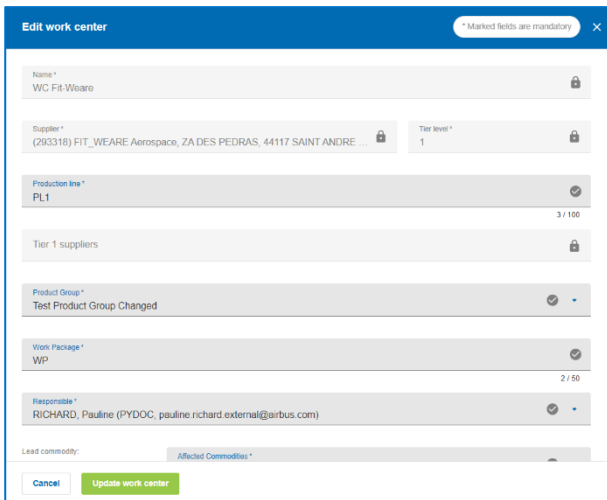 Edit work center
* Marked fields are mandatory
Name *
WC Fit-Weare
Supplier *
(293318) FIT_WEARE Aerospace, ZA DES PEDRAS, 44117 SAINT ANDRE ...
Tier level *
1
Production line *
PL1
3 / 100
Tier 1 suppliers
Product Group *
Test Product Group Changed
Work Package *
WP
2 / 50
Responsible *
RICHARD, Pauline (PYDOC, pauline.richard.external@airbus.com)
Lead commodity:
Affected Commodities *
Cancel
Update work center